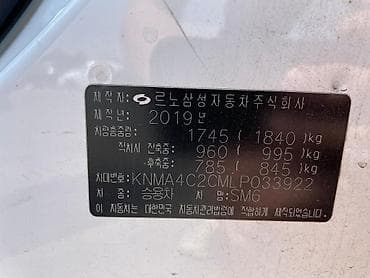 제작자: 르노삼성자동차주식회사
제작년: 2019년
차량총중량: 1745 ( 1840)kg
적차시 전축중: 960 ( 995)kg
후축중: 785 ( 845)kg
차대번호: KNMA4C2CMLP033922
차 종: 승용차 SM6
이 자동차는 대한민국 자동차관리법령에 적합하게 제작되었습니다.